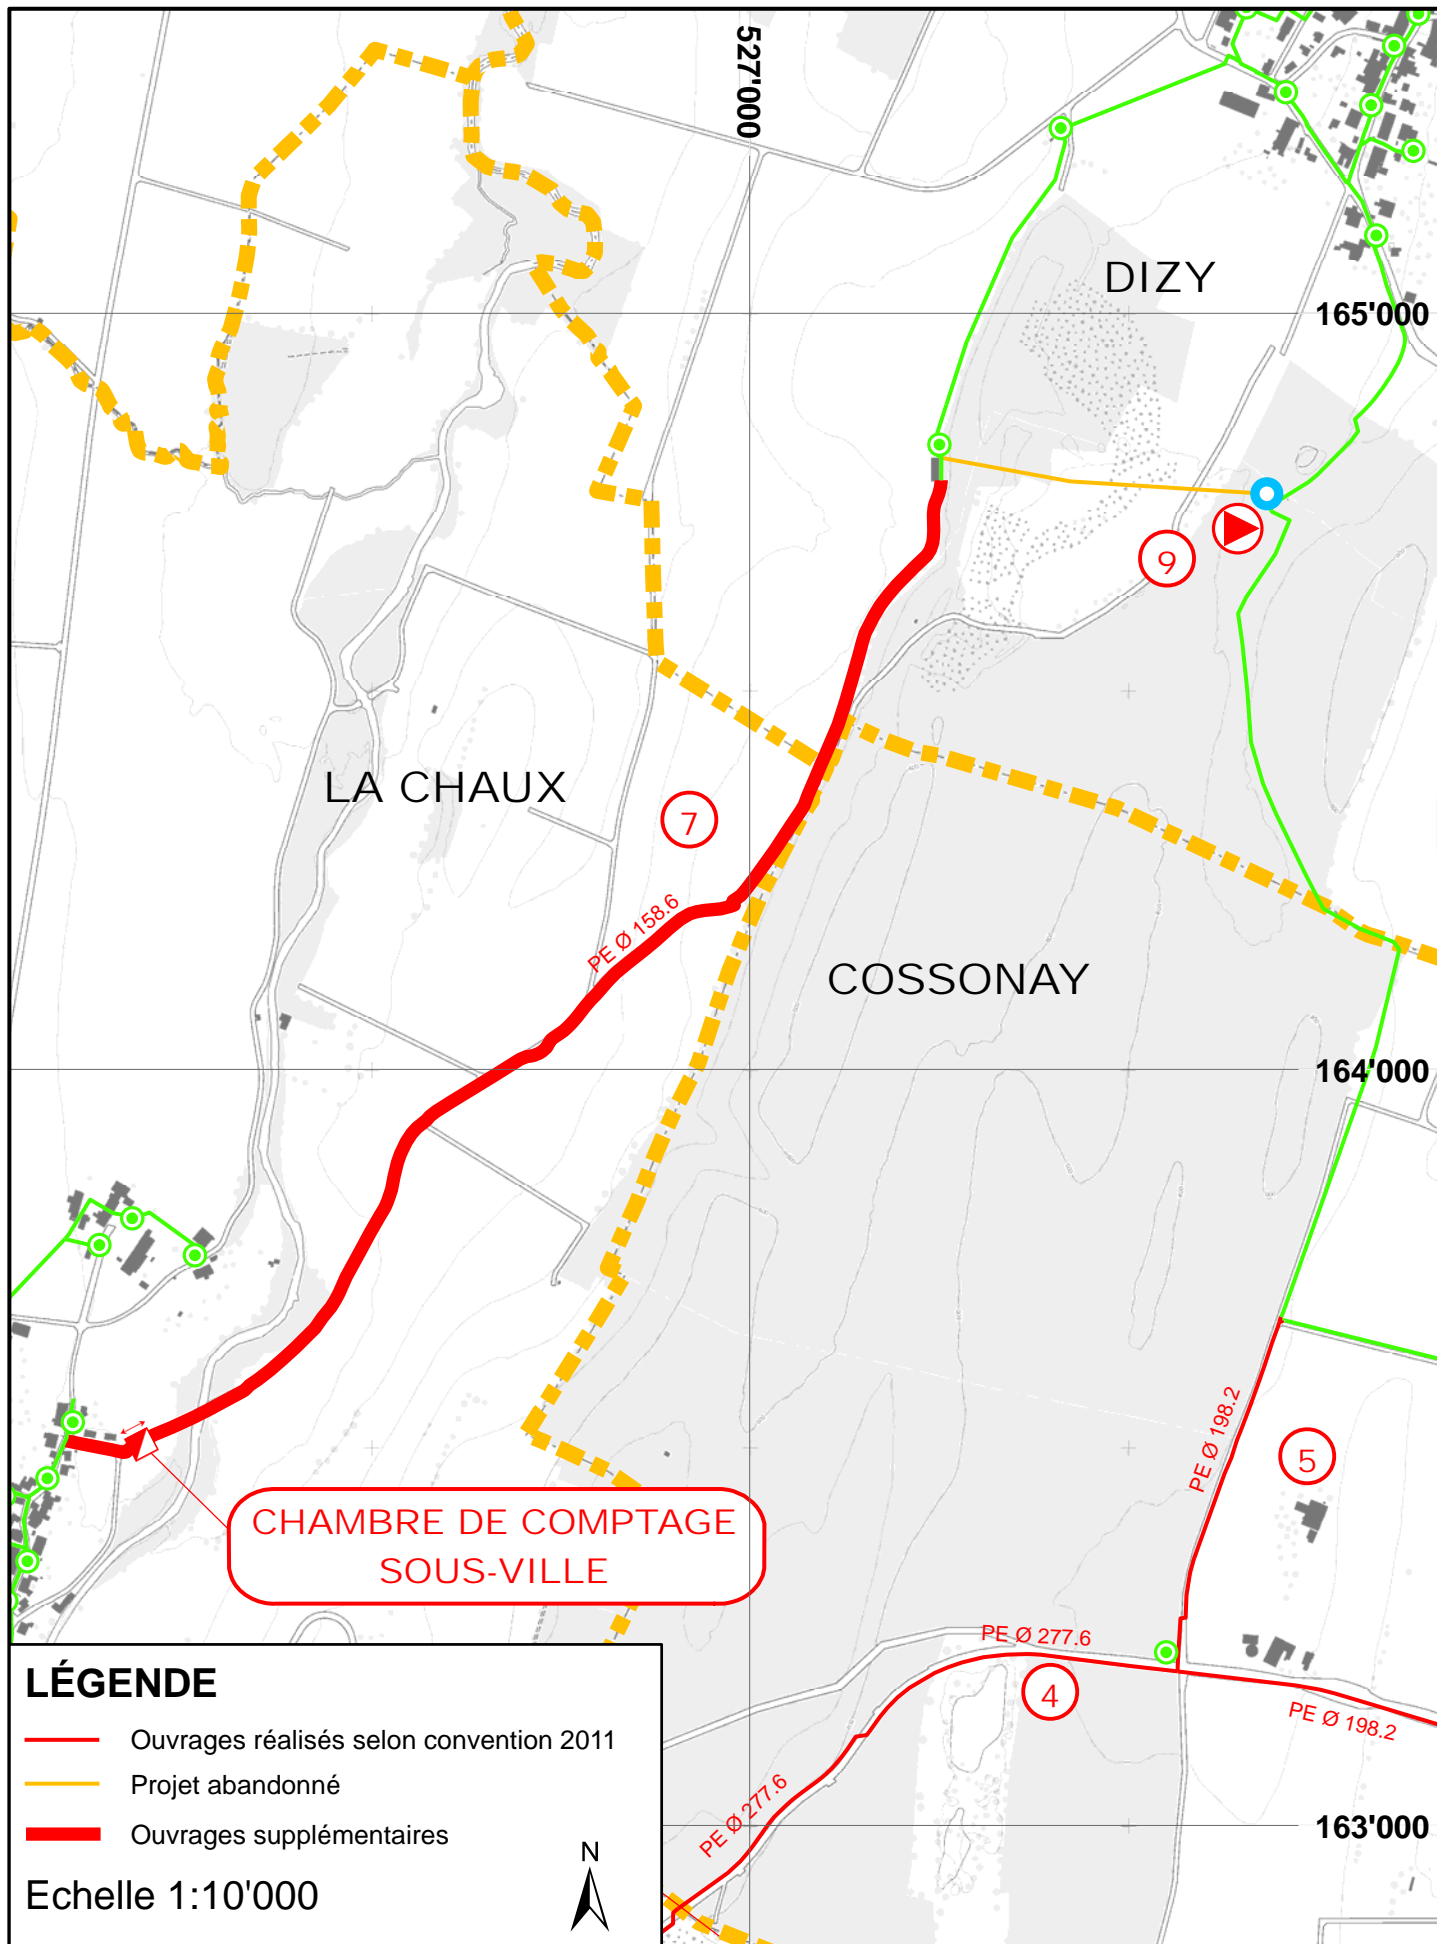 527'000
DIZY
165'000
9
LA CHAUX
7
PE Ø 158.6
COSSONAY
164'000
PE Ø 198.2
5
CHAMBRE DE COMPTAGE
SOUS-VILLE
PE Ø 277.6
4
PE Ø 198.2
PE Ø 277.6
163'000
LÉGENDE
Ouvrages réalisés selon convention 2011
Projet abandonné
Ouvrages supplémentaires
Echelle 1:10'000
N